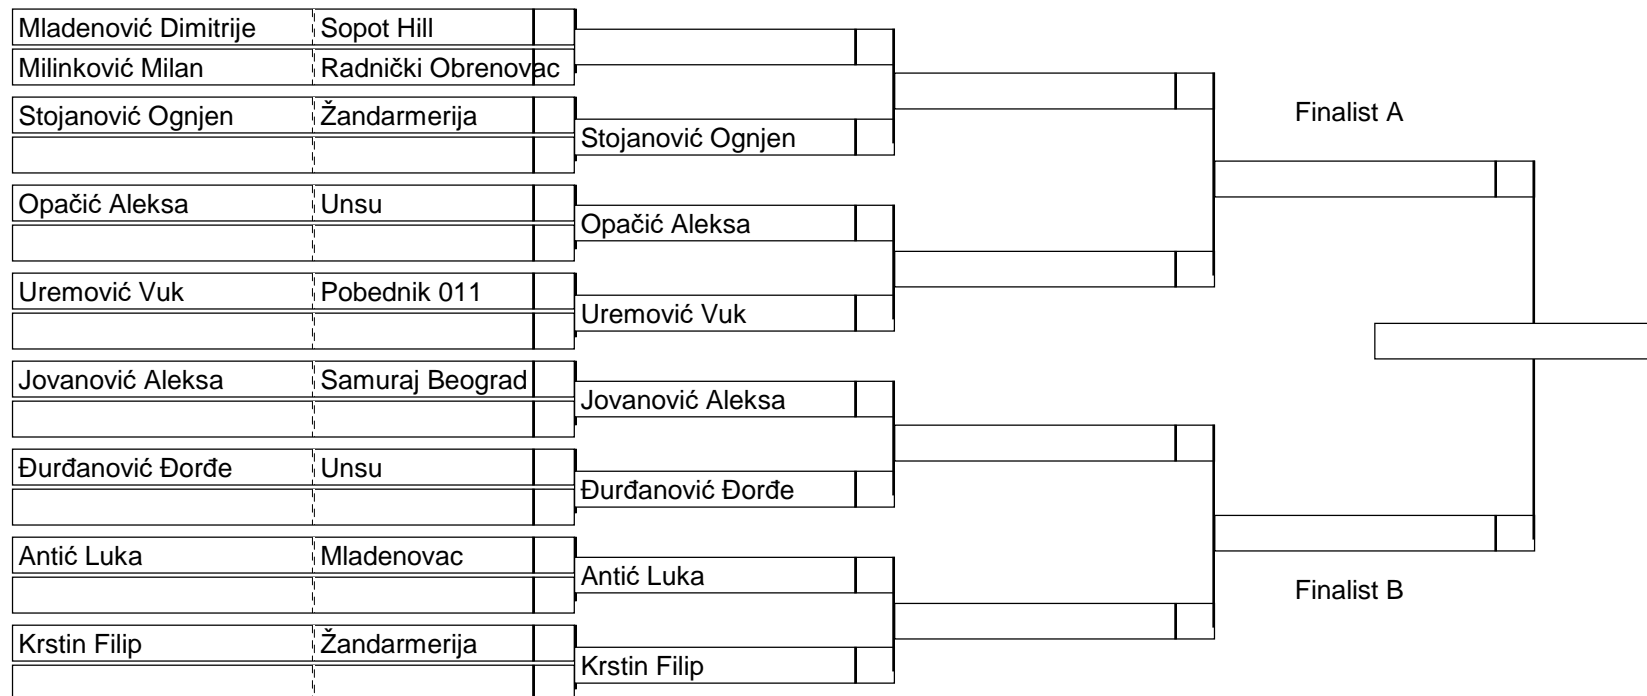 Mladenović Dimitrije Sopot Hill
Milinković Milan Radnički Obrenovac
Stojanović Ognjen Žandarmerija
Finalist A
Stojanović Ognjen
Opačić Aleksa Unsu
Opačić Aleksa
Uremović Vuk Pobednik 011
Uremović Vuk
Jovanović Aleksa Samuraj Beograd
Jovanović Aleksa
Đurđanović Đorđe Unsu
Đurđanović Đorđe
Antić Luka Mladenovac
Antić Luka
Finalist B
Krstin Filip Žandarmerija
Krstin Filip